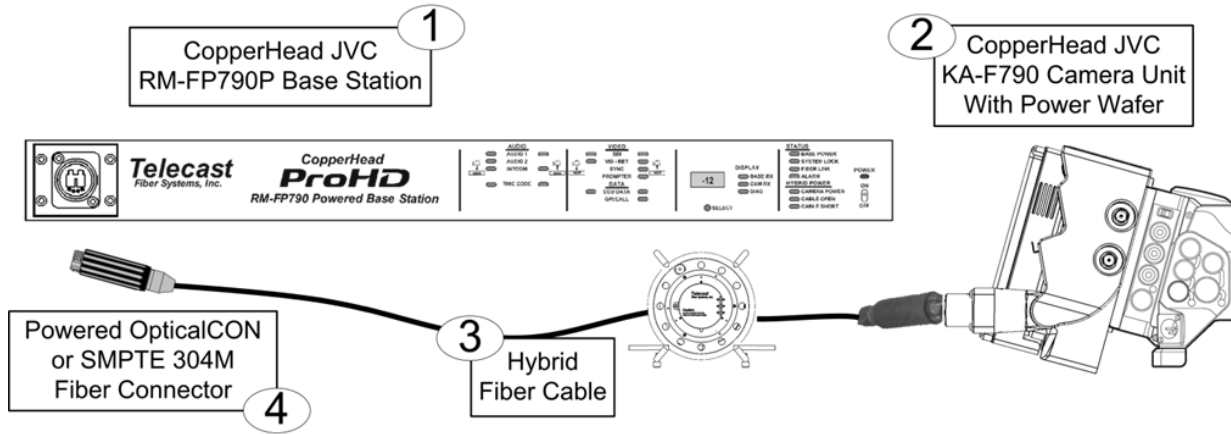 1
CopperHead JVC
RM-FP790P Base Station
2
CopperHead JVC
KA-F790 Camera Unit
With Power Wafer
Telecast
Fiber Systems, Inc.
CopperHead
ProHD
RM-FP790 Powered Base Station
AUDIO
AUDIO 1
AUDIO 2
INTCOM
TIME CODE
VIDEO
SDI
VID / RET
SYNC
PROMPTER
DATA
CCU DATA
GPI/CALL
-12
SELECT
DISPLAY
BASE RX
CAM RX
DIAG
STATUS
BASE POWER
SYSTEM LOCK
FIBER LINK
ALARM
HYBRID POWER
CAMERA POWER
CABLE OPEN
CABLE SHORT
POWER
ON
OFF
Telecast
3
Hybrid
Fiber Cable
Powered OpticalCON
or SMPTE 304M
Fiber Connector
4